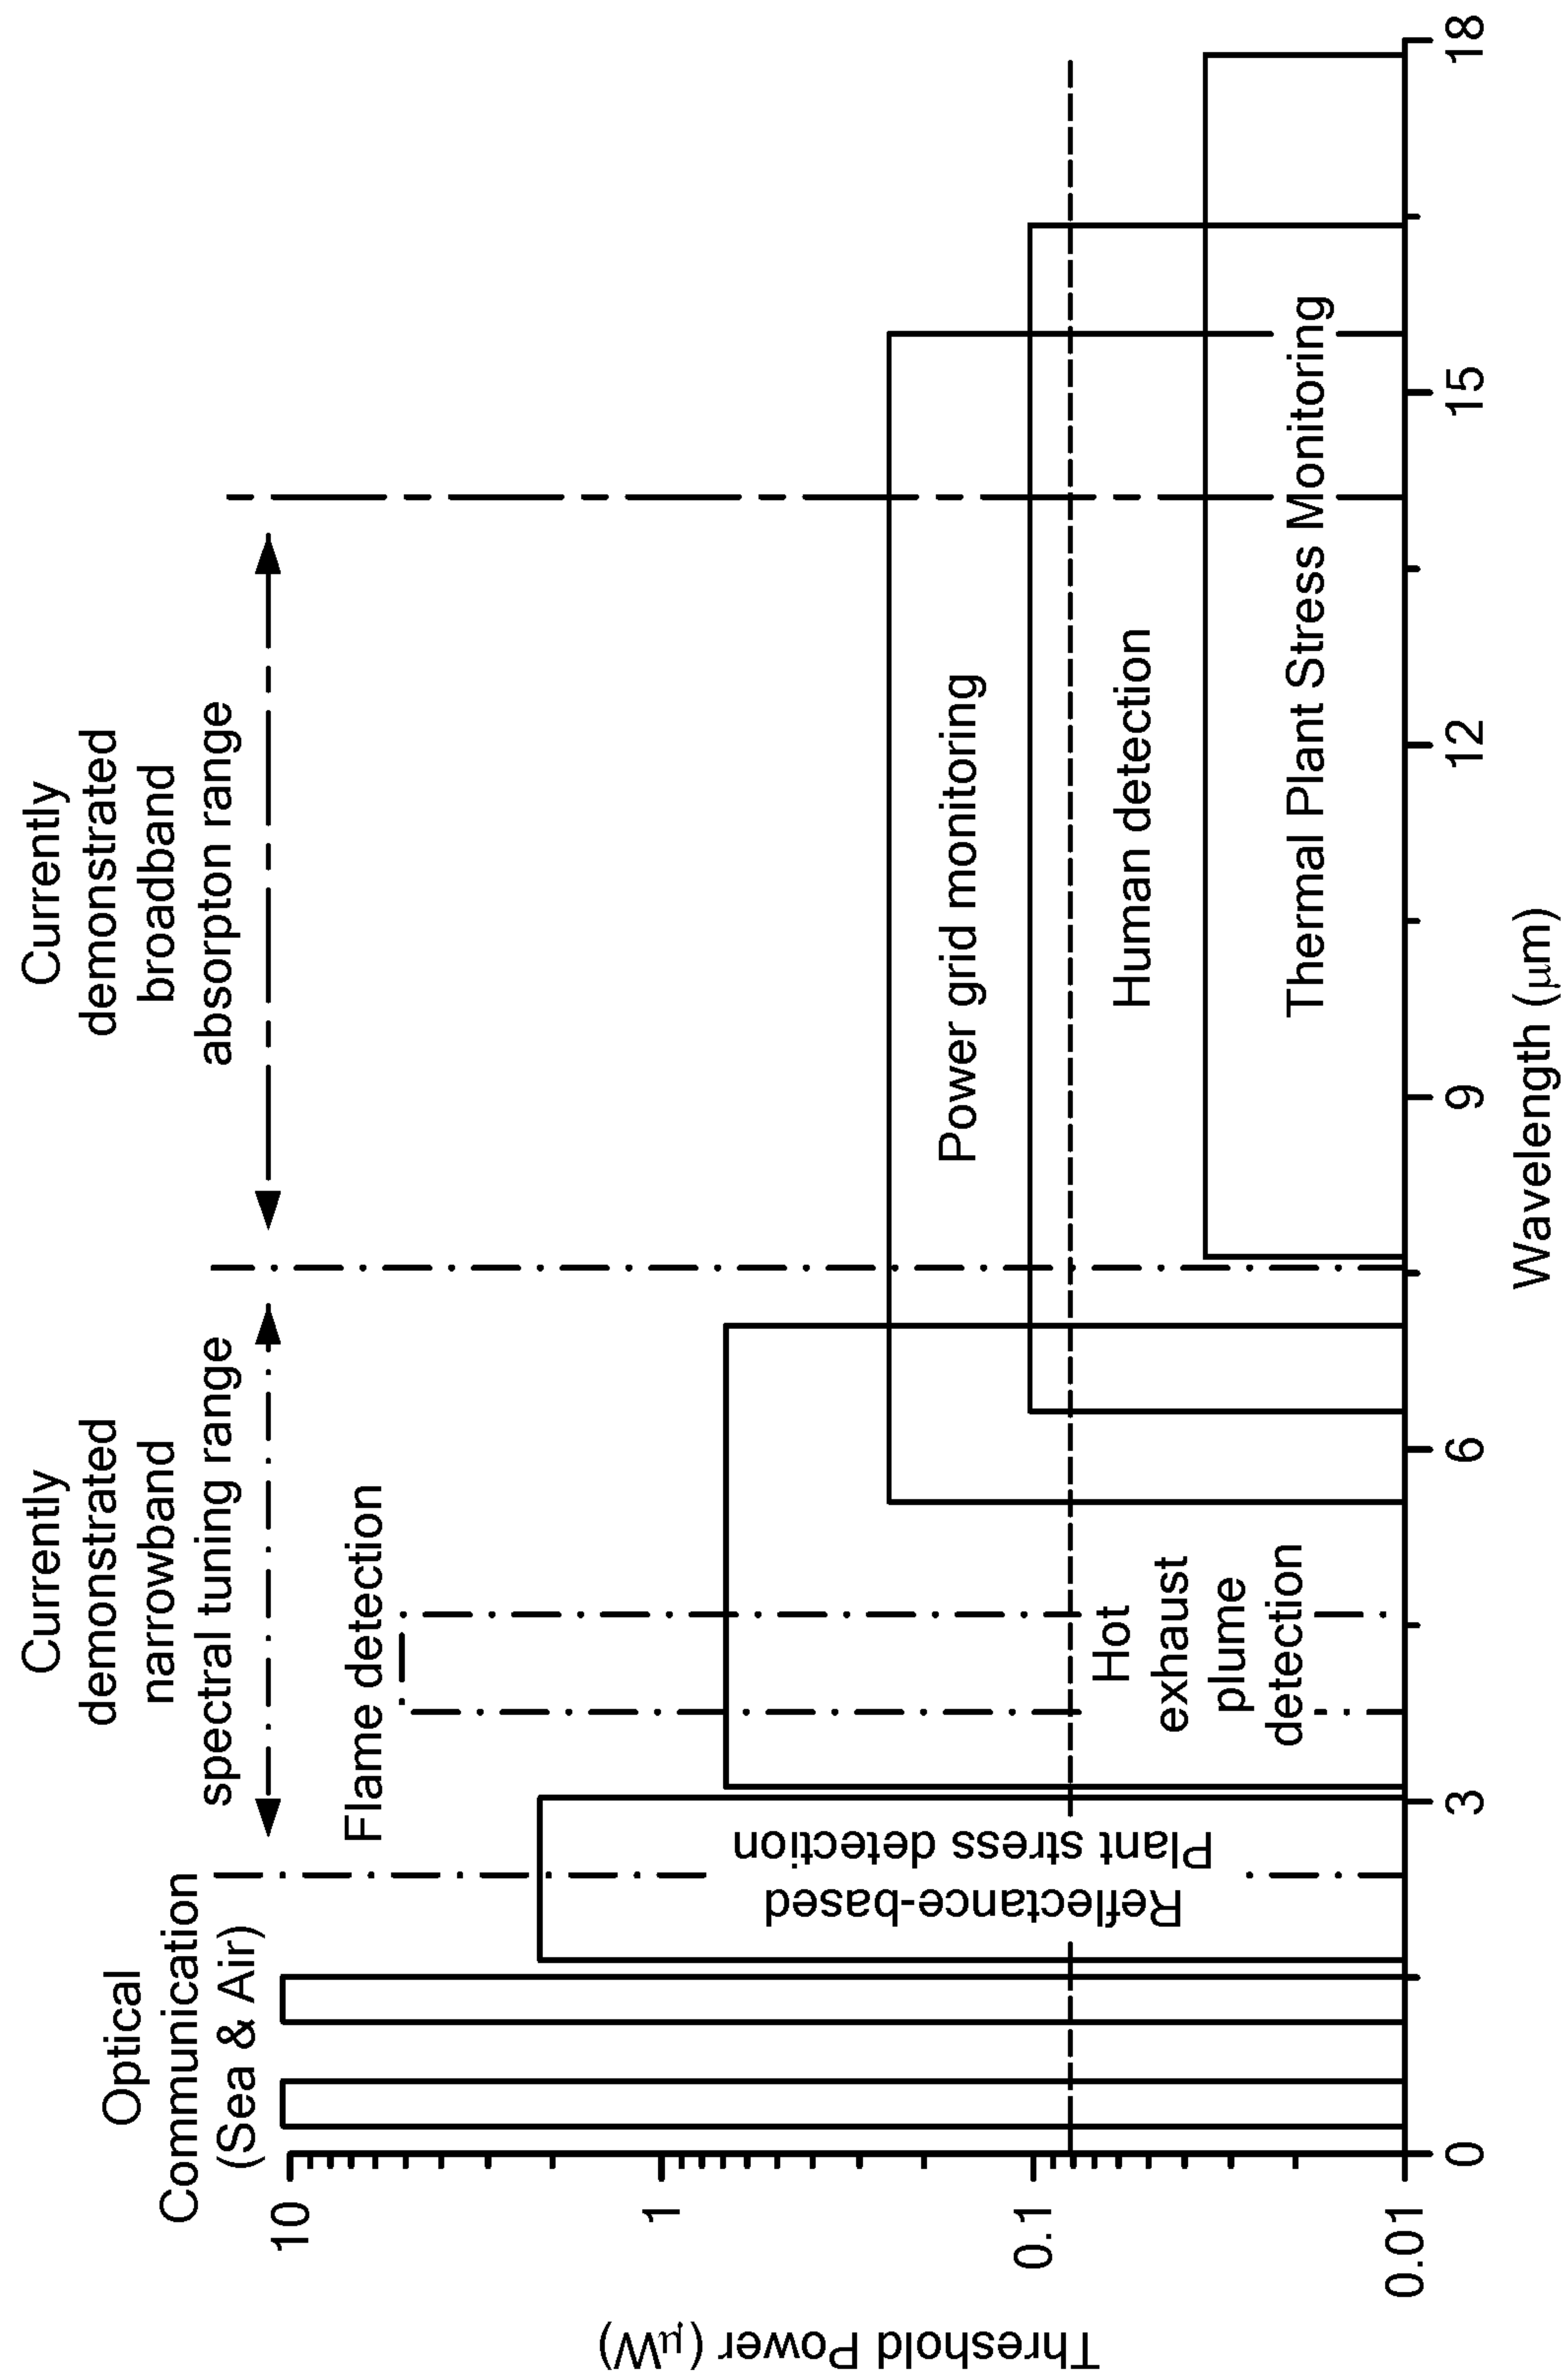 Optical
Communication
(Sea & Air)
Currently
demonstrated
narrowband
spectral tuning range
Currently
demonstrated
broadband
absorpton range
Flame detection
Reflectance-based
Plant stress detection
Hot
exhaust
plume
detection
Power grid monitoring
Human detection
Thermal Plant Stress Monitoring
Threshold Power (μW)
10
1
0.1
0.01
0
3
6
9
12
15
18
Wavelength (μm)